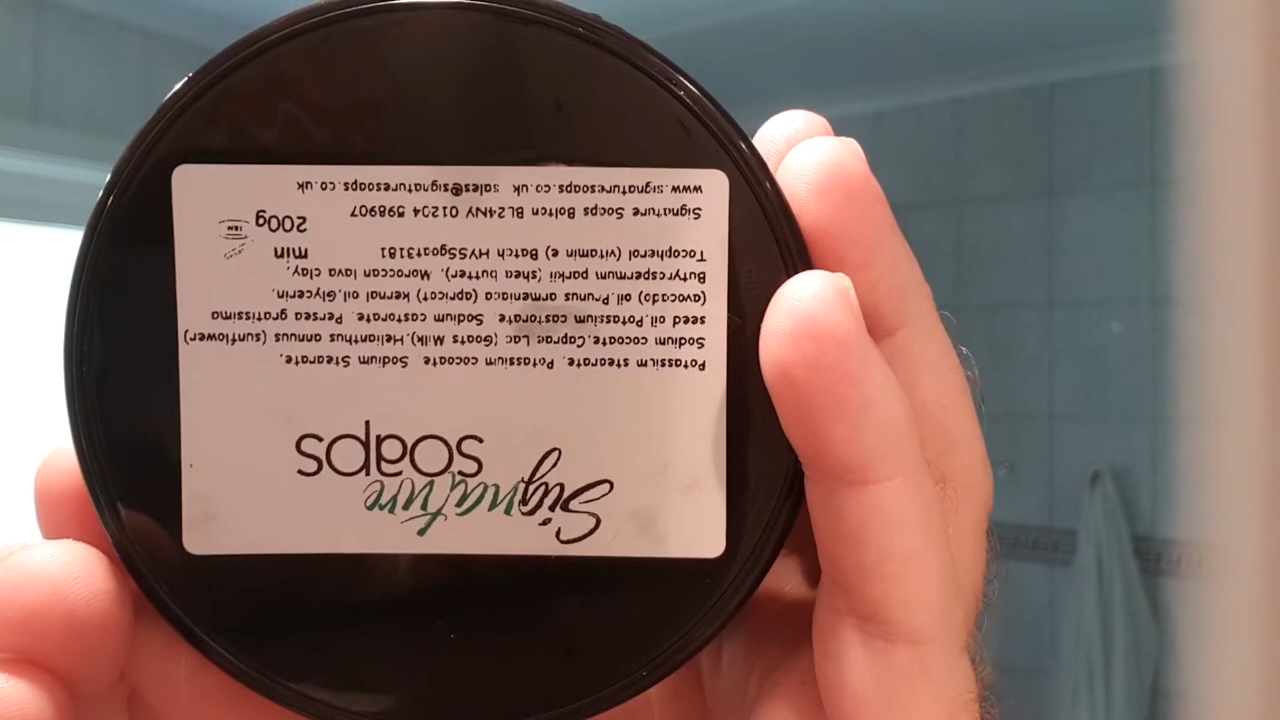 Signature
soaps
Potassium stearate, Potassium cocoate, Sodium Stearate,
Sodium cocoate,Caprae Lac (Goats Milk),Helianthus annuus (sunflower)
seed oil,Potassium castorate, Sodium castorate, Persea gratissima
(avocado) oil,Prunus armeniaca (apricot) kernal oil,Glycerin,
Butyrospermum parkii (shea butter), Moroccan lava clay,
Tocopherol (vitamin e) Batch HVSSgoat3181 min
200g
Signature Soaps Bolton BL24NY 01204 598907
www.signaturesoaps.co.uk sales@signaturesoaps.co.uk